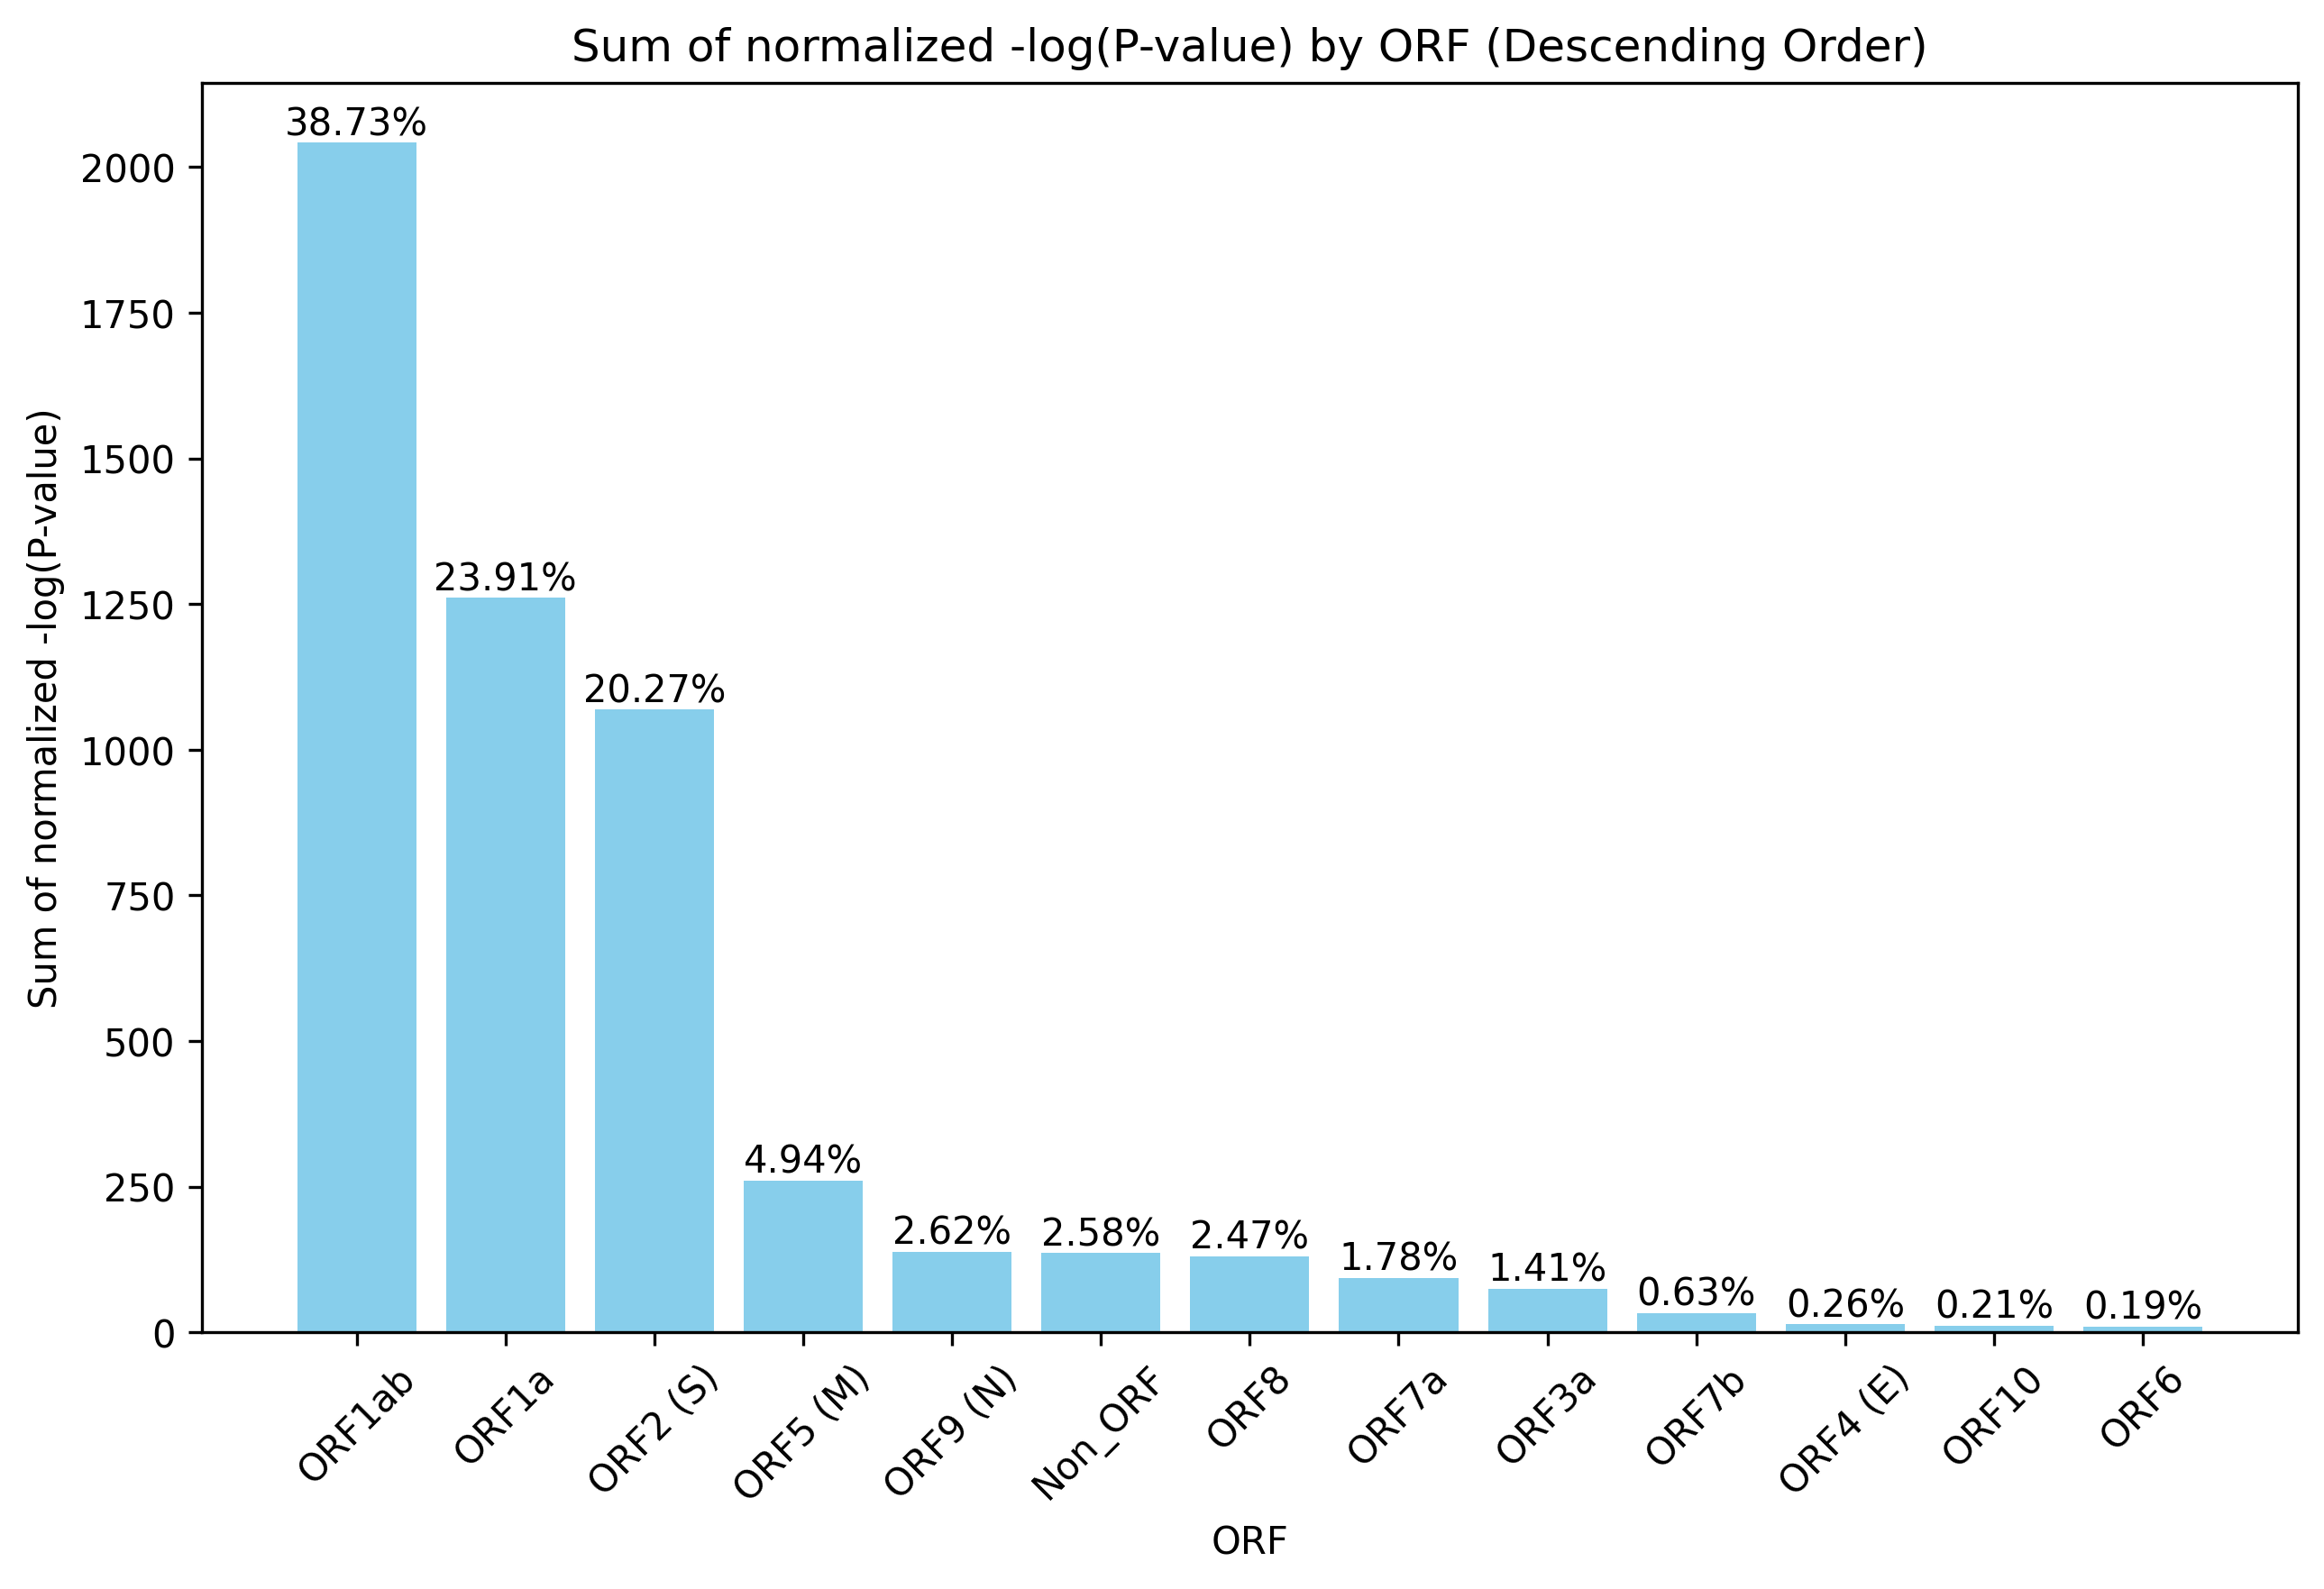 Sum of normalized -log(P-value) by ORF (Descending Order)
Sum of normalized -log(P-value)
2000
1750
1500
1250
1000
750
500
250
0
38.73%
23.91%
20.27%
4.94%
2.62%
2.58%
2.47%
1.78%
1.41%
0.63%
0.26%
0.21%
0.19%
ORF1ab
ORF1a
ORF2 (S)
ORF5 (M)
ORF9 (N)
Non_ORF
ORF8
ORF7a
ORF3a
ORF7b
ORF4 (E)
ORF10
ORF6
ORF